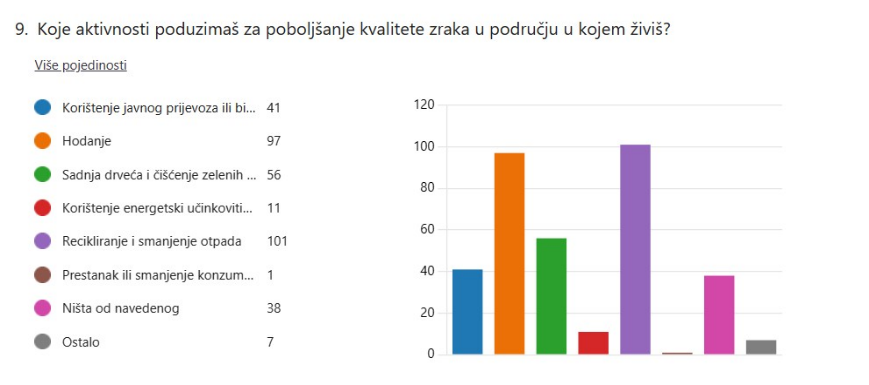 9. Koje aktivnosti poduzimaš za poboljšanje kvalitete zraka u području u kojem živiš?
Više pojedinosti
Korištenje javnog prijevoza ili bi... 41
Hodanje 97
Sadnja drveća i čišćenje zelenih ... 56
Korištenje energetski učinkoviti... 11
Recikliranje i smanjenje otpada 101
Prestanak ili smanjenje konzum... 1
Ništa od navedenog 38
Ostalo 7
120
100
80
60
40
20
0